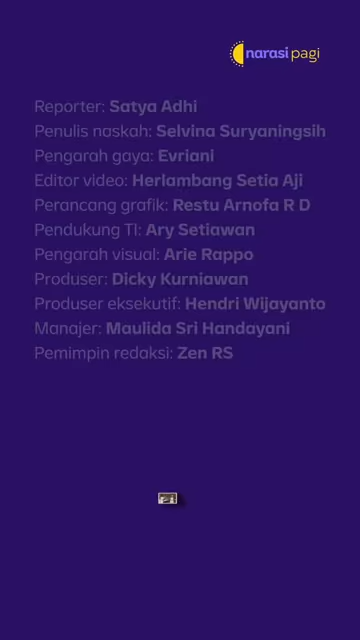 narasi pagi
Reporter: Satya Adhi
Penulis naskah: Selvina Suryaningsih
Pengarah gaya: Evriani
Editor video: Herlambang Setia Aji
Perancang grafik: Restu Arnofa R D
Pendukung TI: Ary Setiawan
Pengarah visual: Arie Rappo
Produser: Dicky Kurniawan
Produser eksekutif: Hendri Wijayanto
Manajer: Maulida Sri Handayani
Pemimpin redaksi: Zen RS